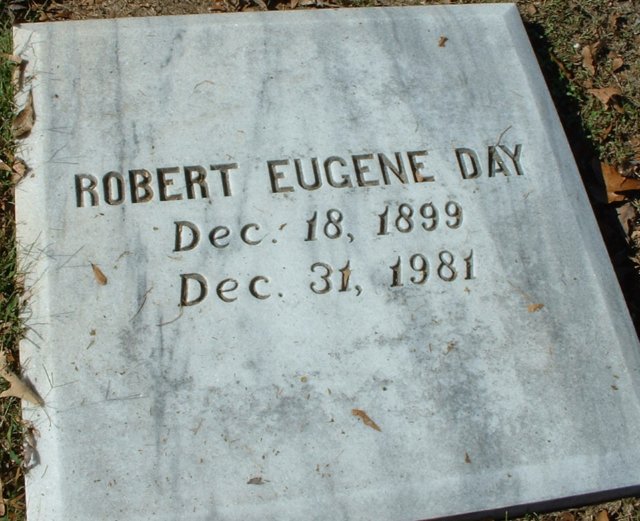 ROBERT EUGENE DAY
Dec. 18, 1899
Dec. 31, 1981